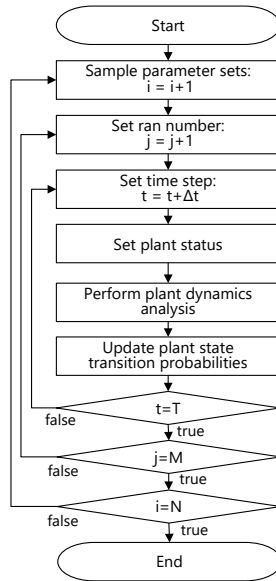 Start
Sample parameter sets:
i = i+1
Set ran number:
j = j+1
Set time step:
t = t+Δt
Set plant status
Perform plant dynamics
analysis
Update plant state
transition probabilities
t=T
false
true
j=M
false
true
i=N
false
true
End